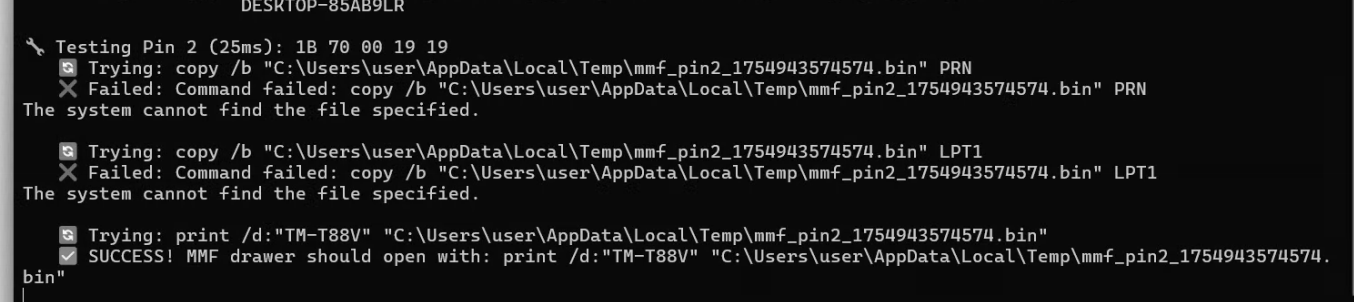 DESKTOP-85AB9LR
🔧 Testing Pin 2 (25ms): 1B 70 00 19 19
🔄 Trying: copy /b "C:\Users\user\AppData\Local\Temp\mmf_pin2_1754943574574.bin" PRN
❌ Failed: Command failed: copy /b "C:\Users\user\AppData\Local\Temp\mmf_pin2_1754943574574.bin" PRN
The system cannot find the file specified.
🔄 Trying: copy /b "C:\Users\user\AppData\Local\Temp\mmf_pin2_1754943574574.bin" LPT1
❌ Failed: Command failed: copy /b "C:\Users\user\AppData\Local\Temp\mmf_pin2_1754943574574.bin" LPT1
The system cannot find the file specified.
🔄 Trying: print /d:"TM-T88V" "C:\Users\user\AppData\Local\Temp\mmf_pin2_1754943574574.bin"
✅ SUCCESS! MMF drawer should open with: print /d:"TM-T88V" "C:\Users\user\AppData\Local\Temp\mmf_pin2_1754943574574.
bin"